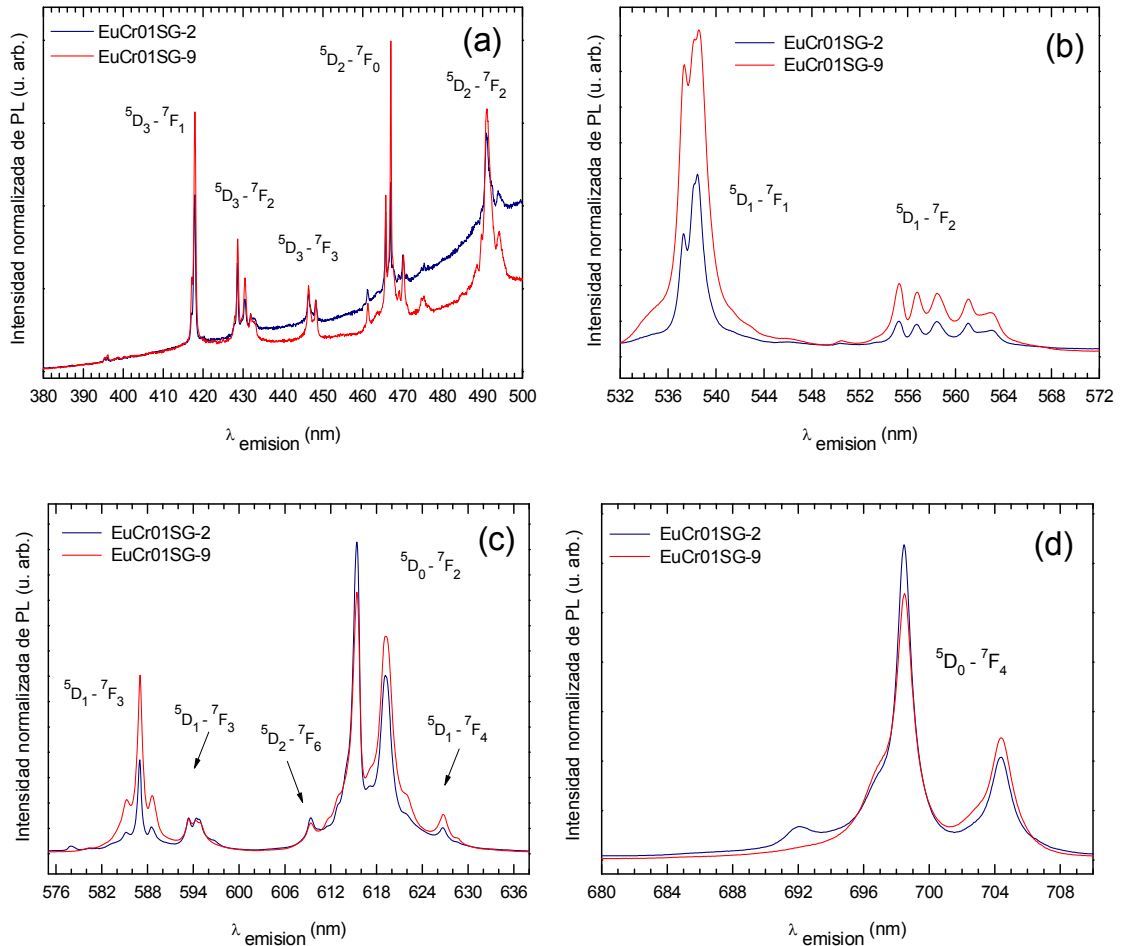 EuCr01SG-2
EuCr01SG-9
(a)
⁵D₃ - ⁷F₁
⁵D₃ - ⁷F₂
⁵D₃ - ⁷F₃
⁵D₂ - ⁷F₀
⁵D₂ - ⁷F₂
Intensidad normalizada de PL (u. arb.)
380 390 400 410 420 430 440 450 460 470 480 490 500
λ emision (nm)
EuCr01SG-2
EuCr01SG-9
(b)
⁵D₁ - ⁷F₁
⁵D₁ - ⁷F₂
Intensidad normalizada de PL (u. arb.)
532 536 540 544 548 552 556 560 564 568 572
λ emision (nm)
EuCr01SG-2
EuCr01SG-9
(c)
⁵D₀ - ⁷F₂
⁵D₁ - ⁷F₃
⁵D₁ - ⁷F₃
⁵D₂ - ⁷F₆
⁵D₁ - ⁷F₄
Intensidad normalizada de PL (u. arb.)
576 582 588 594 600 606 612 618 624 630 636
λ emision (nm)
EuCr01SG-2
EuCr01SG-9
(d)
⁵D₀ - ⁷F₄
Intensidad normalizada de PL (u. arb.)
680 684 688 692 696 700 704 708
λ emision (nm)